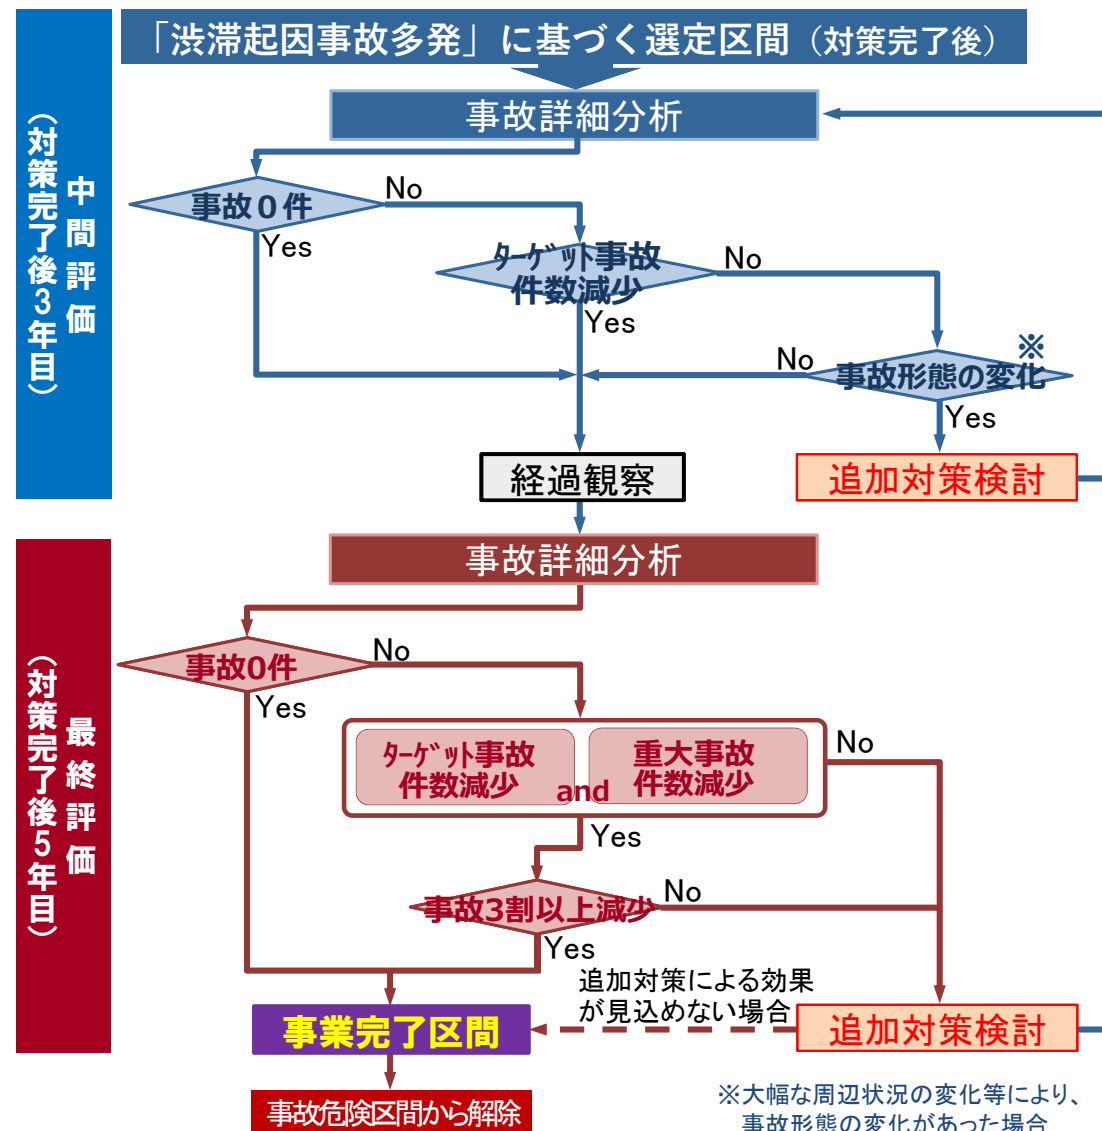 「渋滞起因事故多発」に基づく選定区間（対策完了後）
中間評価
（対策完了後3年目）
事故詳細分析
事故０件
No
Yes
ﾀｰｹﾞｯﾄ事故
件数減少
No
Yes
※
事故形態の変化
No
Yes
経過観察
追加対策検討
最終評価
（対策完了後5年目）
事故詳細分析
事故0件
No
Yes
ﾀｰｹﾞｯﾄ事故
件数減少
and
重大事故
件数減少
No
Yes
事故3割以上減少
No
Yes
追加対策による効果
が見込めない場合
事業完了区間
追加対策検討
事故危険区間から解除
※大幅な周辺状況の変化等により、
事故形態の変化があった場合